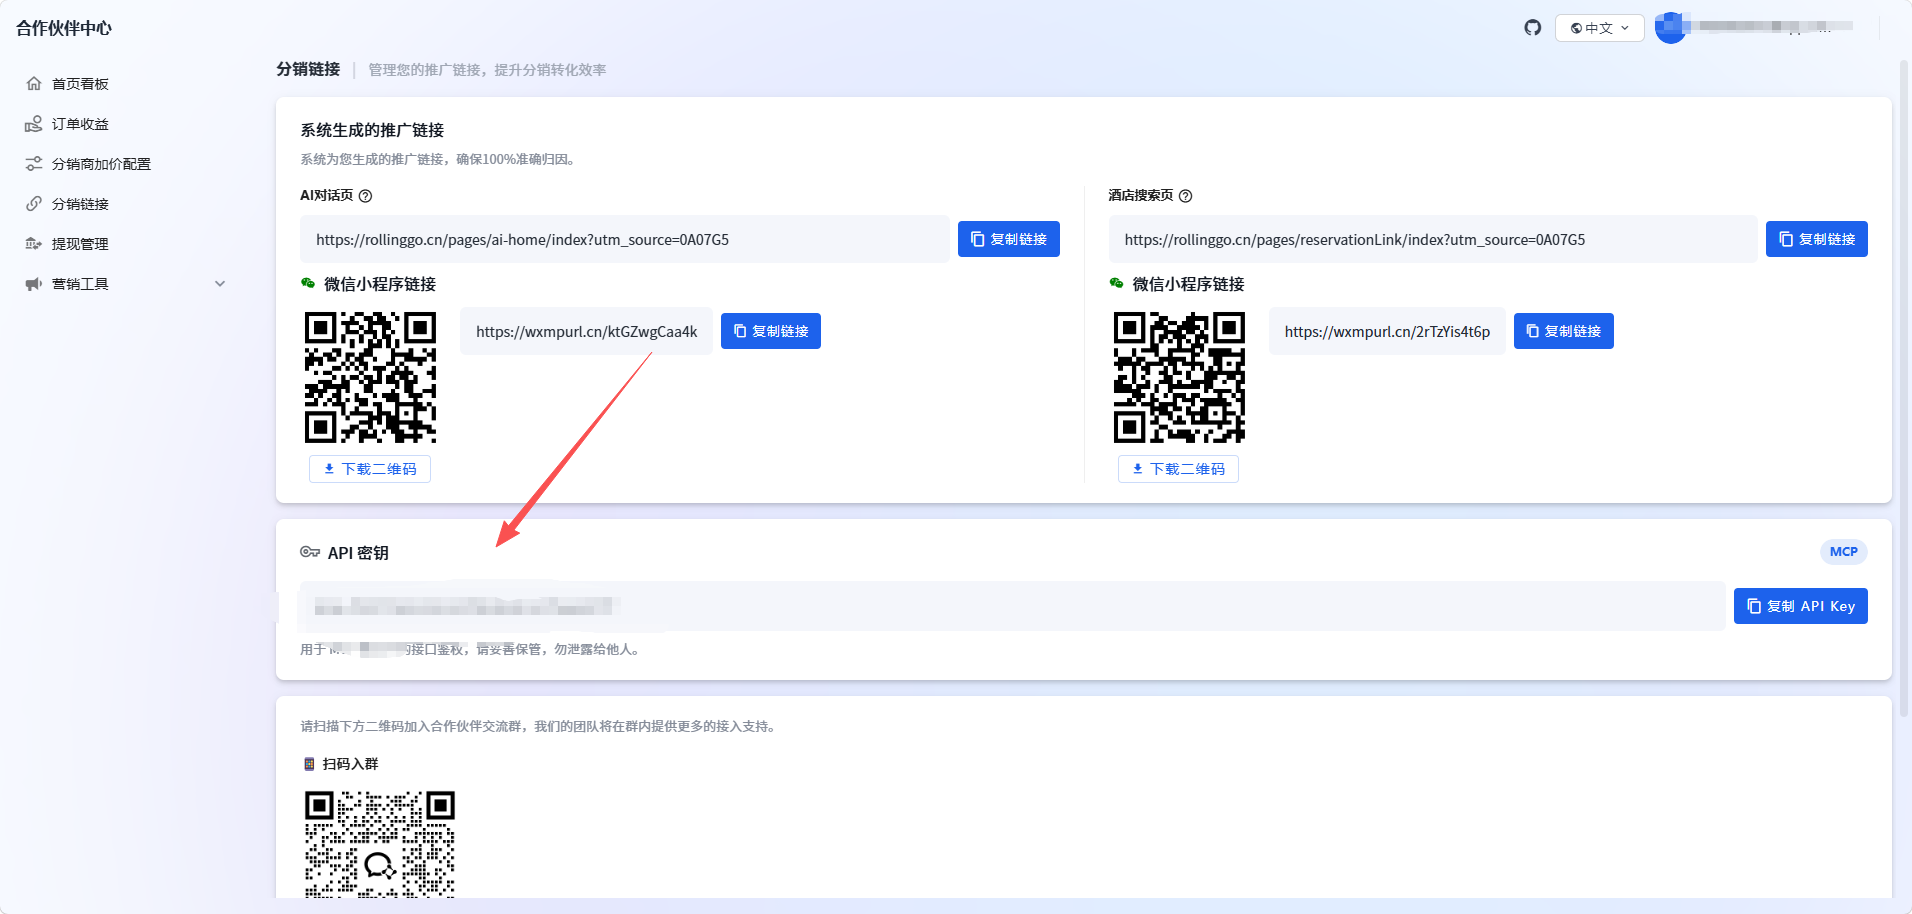 合作伙伴中心
中文
首页看板
订单收益
分销商加价配置
分销链接
提现管理
营销工具
分销链接
管理您的推广链接，提升分销转化效率
系统生成的推广链接
系统为您生成的推广链接，确保100%准确归因。
AI对话页
https://rollinggo.cn/pages/ai-home/index?utm_source=0A07G5
复制链接
微信小程序链接
https://wxmpurl.cn/ktGZwgCaa4k
复制链接
下载二维码
酒店搜索页
https://rollinggo.cn/pages/reservationLink/index?utm_source=0A07G5
复制链接
微信小程序链接
https://wxmpurl.cn/2rTzYis4t6p
复制链接
下载二维码
API 密钥
MCP
复制 API Key
用于 的接口鉴权，请妥善保管，勿泄露给他人。
请扫描下方二维码加入合作伙伴交流群，我们的团队将在群内提供更多的接入支持。
扫码入群